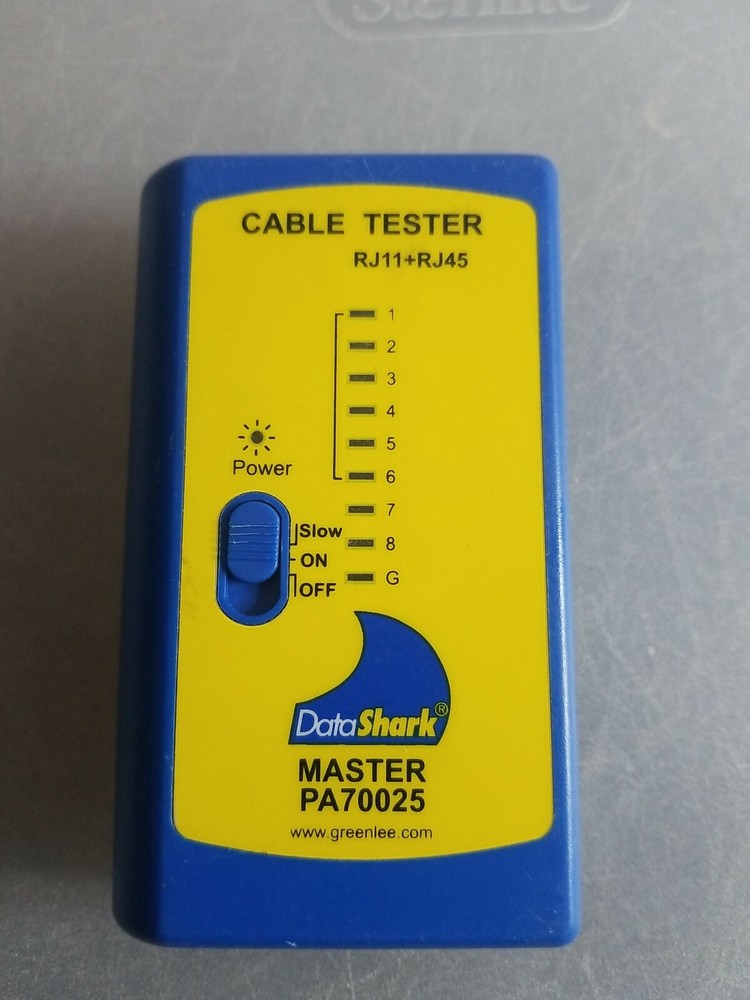 Sterlite
CABLE TESTER
RJ11+RJ45
1
2
3
4
5
6
7
8
G
Power
Slow
ON
OFF
DataShark®
MASTER
PA70025
www.greenlee.com